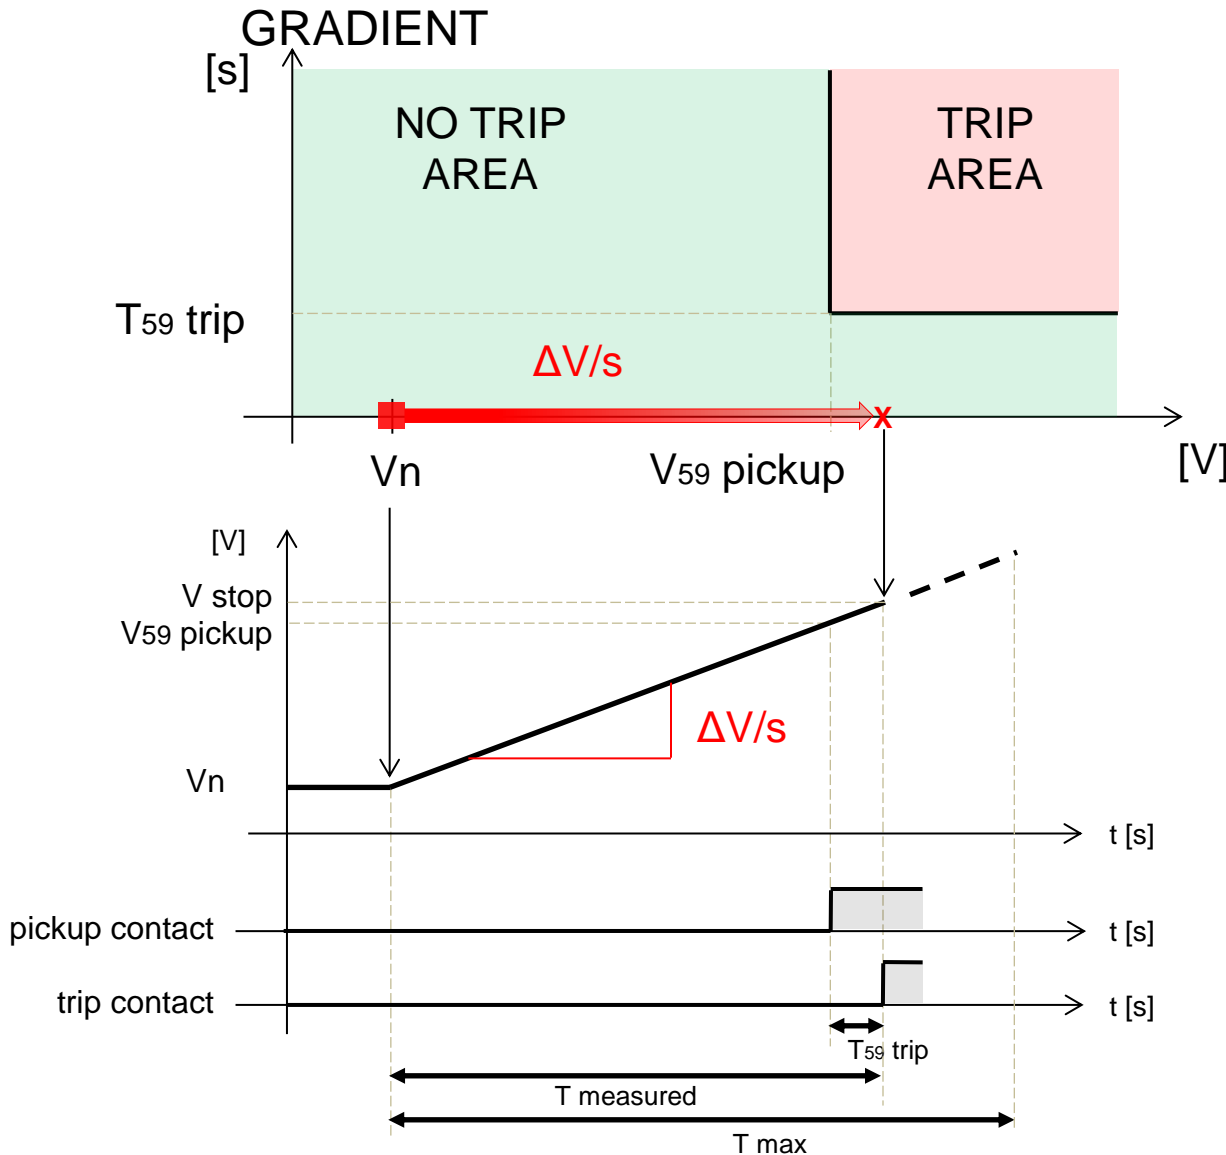 GRADIENT
[s]
NO TRIP
AREA
TRIP
AREA
T59 trip
ΔV/s
x
Vn
V59 pickup
[V]
[V]
V stop
V59 pickup
ΔV/s
Vn
t [s]
pickup contact
t [s]
trip contact
t [s]
T59 trip
T measured
T max